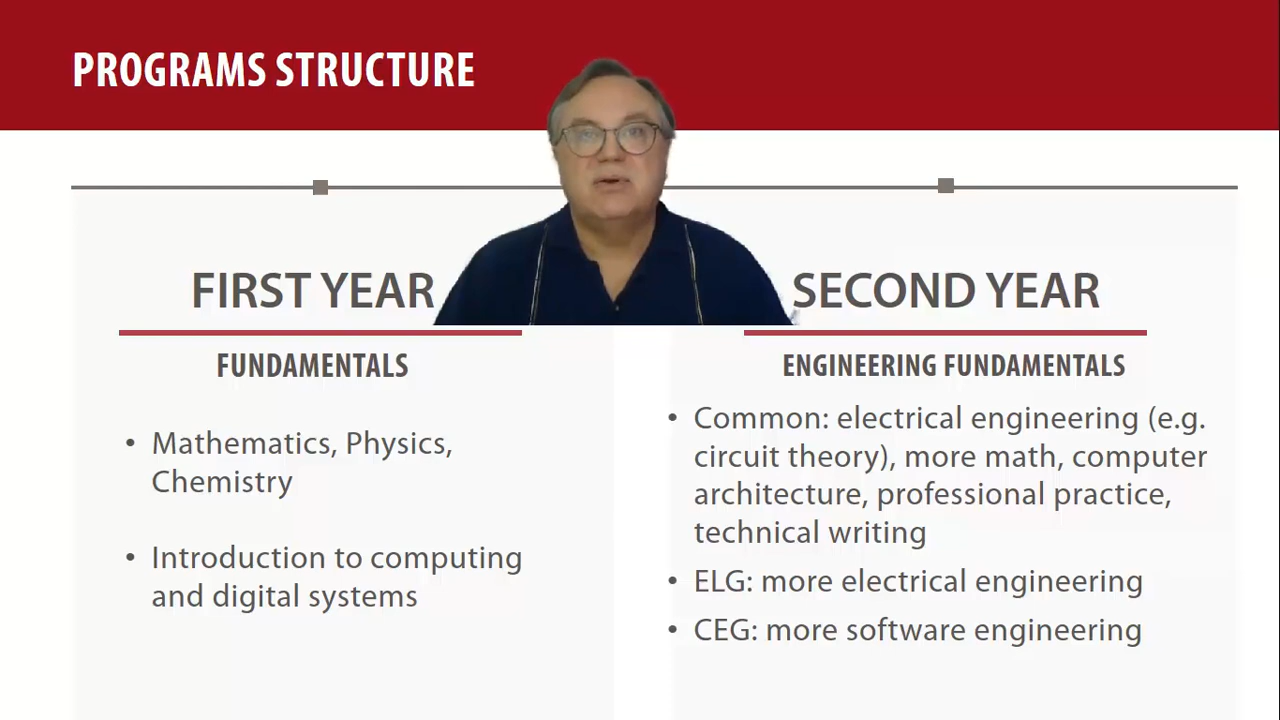 PROGRAMS STRUCTURE
FIRST YEAR
FUNDAMENTALS
• Mathematics, Physics,
Chemistry
• Introduction to computing
and digital systems
SECOND YEAR
ENGINEERING FUNDAMENTALS
• Common: electrical engineering (e.g.
circuit theory), more math, computer
architecture, professional practice,
technical writing
• ELG: more electrical engineering
• CEG: more software engineering